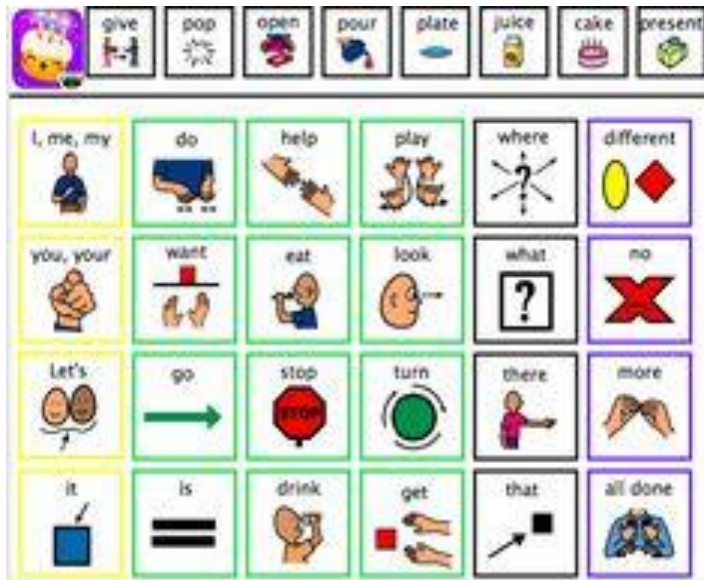 give pop open pour plate juice cake present
I, me, my do help play where different
you, your want eat look what no
?
Let's go stop turn there more
STOP
it is drink get that all done